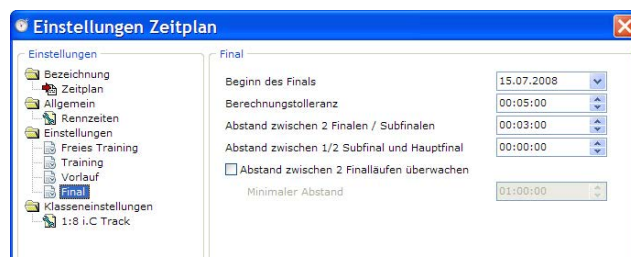 Einstellungen Zeitplan
Einstellungen
Bezeichnung
Zeitplan
Allgemein
Rennzeiten
Einstellungen
Freies Training
Training
Vorlauf
Final
Klasseneinstellungen
1:8 i.C Track
Final
Beginn des Finals 15.07.2008
Berechnungstolleranz 00:05:00
Abstand zwischen 2 Finalen / Subfinalen 00:03:00
Abstand zwischen 1/2 Subfinal und Hauptfinal 00:00:00
Abstand zwischen 2 Finalläufen überwachen
Minimaler Abstand 01:00:00